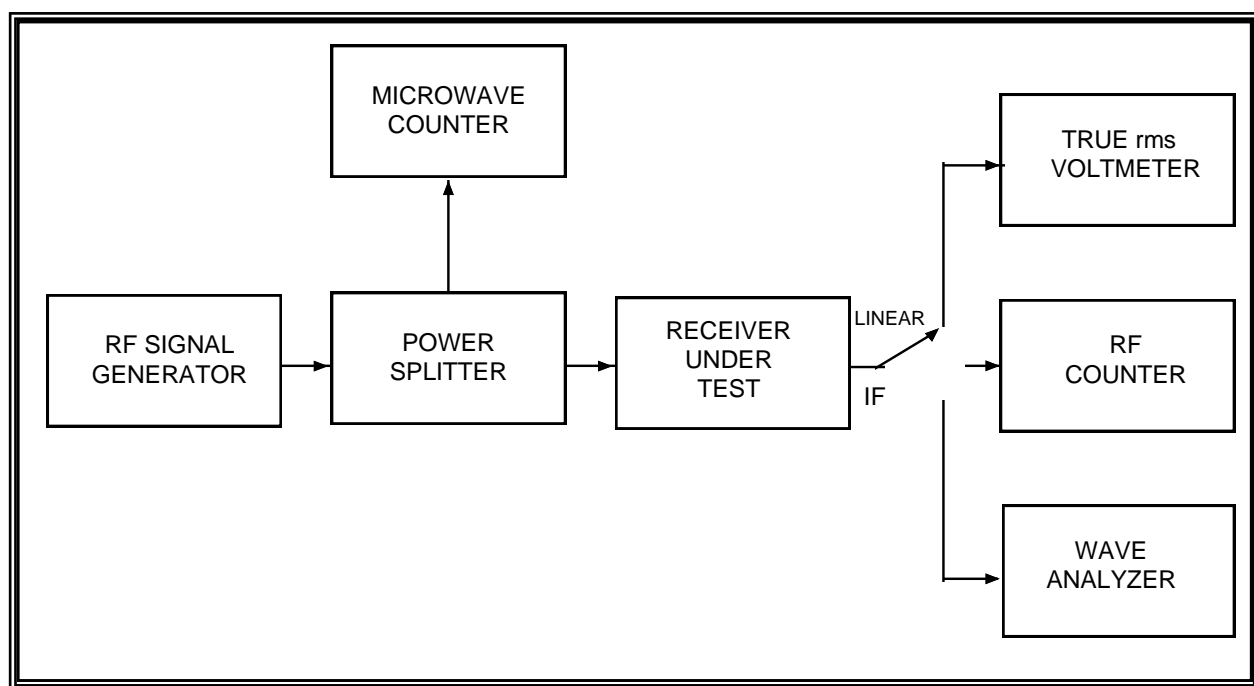 MICROWAVE
COUNTER
TRUE rms
VOLTMETER
RF SIGNAL
GENERATOR
POWER
SPLITTER
RECEIVER
UNDER
TEST
LINEAR
IF
RF
COUNTER
WAVE
ANALYZER